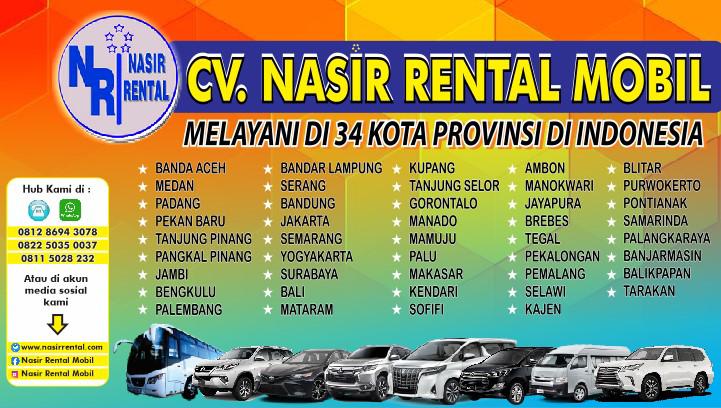 NASIR
NR
RENTAL
CV. NASIR RENTAL MOBIL
MELAYANI DI 34 KOTA PROVINSI DI INDONESIA
BANDA ACEH
MEDAN
PADANG
PEKAN BARU
TANJUNG PINANG
PANGKAL PINANG
JAMBI
BENGKULU
PALEMBANG
BANDAR LAMPUNG
SERANG
BANDUNG
JAKARTA
SEMARANG
YOGYAKARTA
SURABAYA
BALI
MATARAM
KUPANG
TANJUNG SELOR
GORONTALO
MANADO
MAMUJU
PALU
MAKASAR
KENDARI
SOFIFI
AMBON
MANOKWARI
JAYAPURA
BREBES
TEGAL
PEKALONGAN
PEMALANG
SELAWI
KAJEN
BLITAR
PURWOKERTO
PONTIANAK
SAMARINDA
PALANGKARAYA
BANJARMASIN
BALIKPAPAN
TARAKAN
Hub Kami di :
WhatsApp
0812 8694 3078
0822 5035 0037
0811 5028 232
Atau di akun
media sosial
kami
www.nasirrental.com
Nasir Rental Mobil
Nasir Rental Mobil